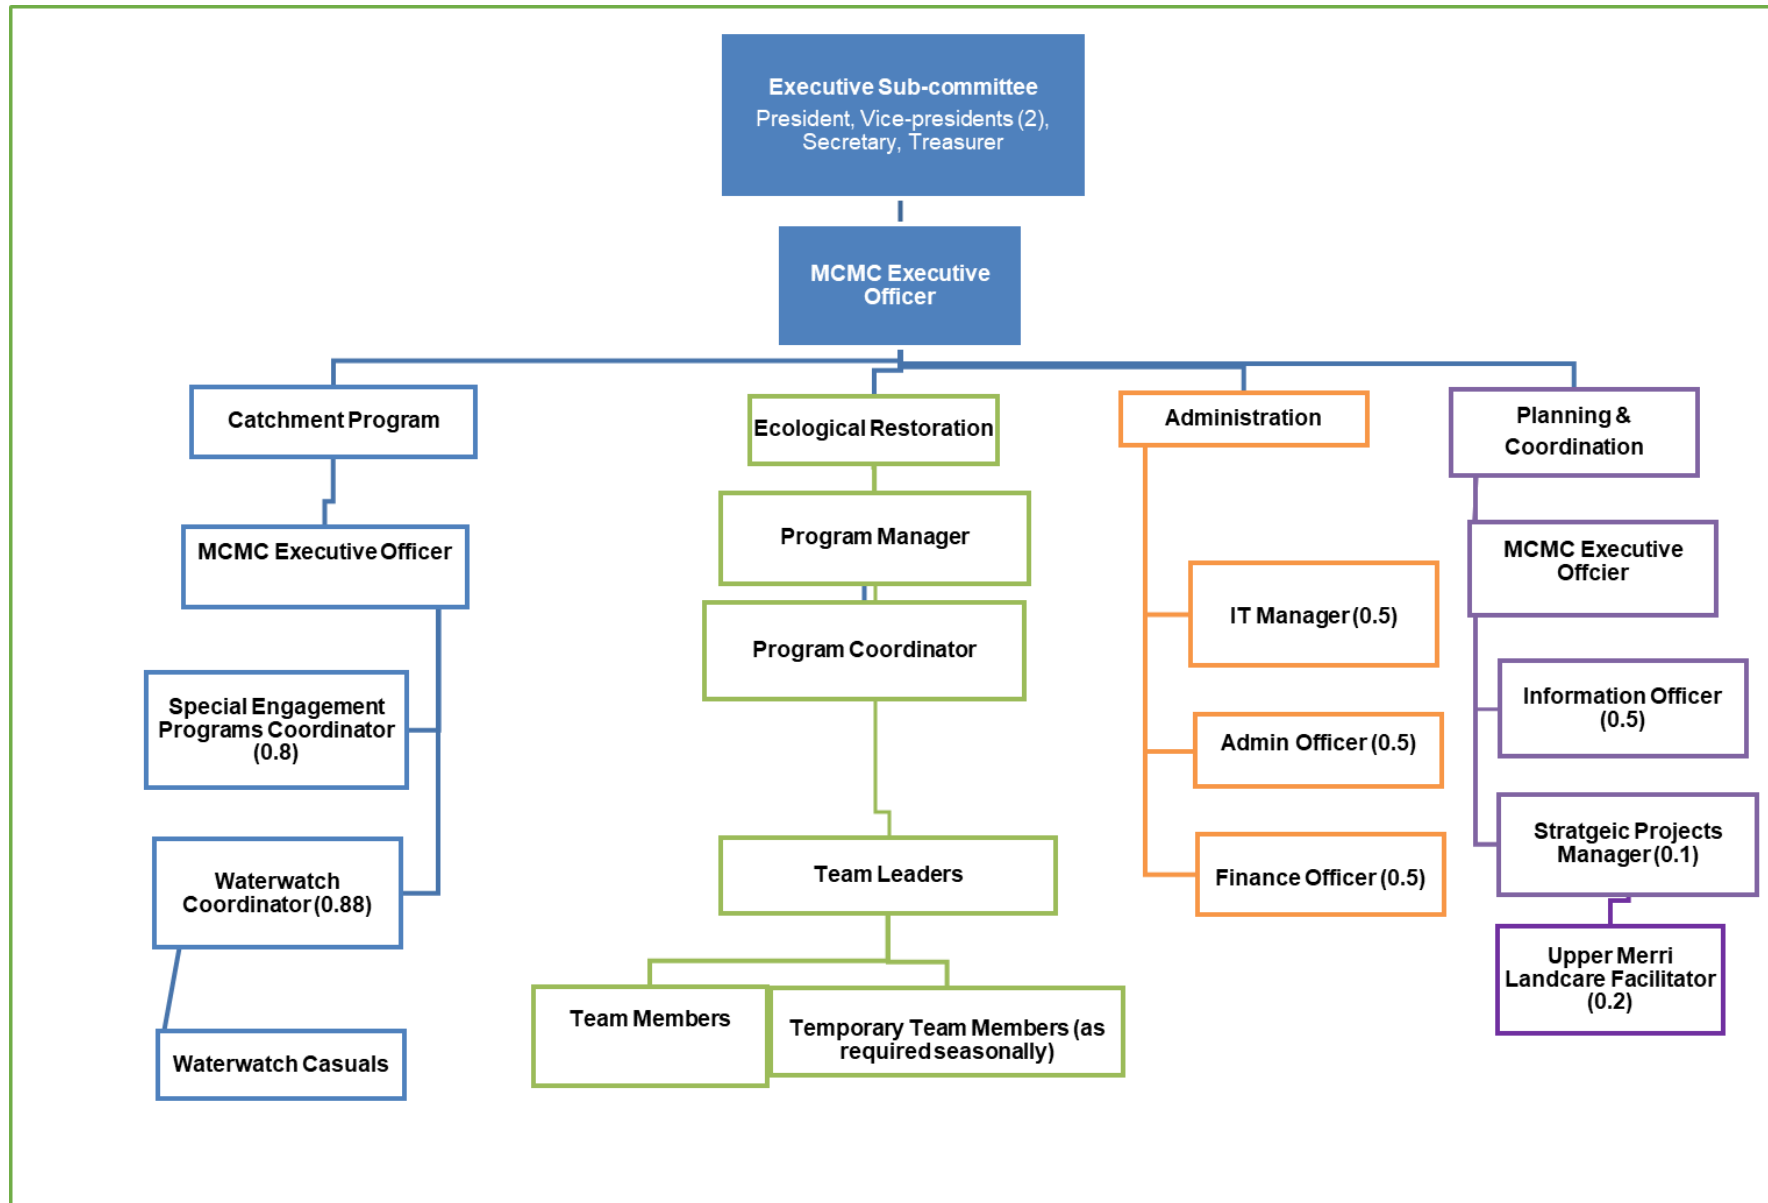 Executive Sub-committee
President, Vice-presidents (2),
Secretary, Treasurer
MCMC Executive
Officer
Catchment Program
MCMC Executive Officer
Special Engagement
Programs Coordinator
(0.8)
Waterwatch
Coordinator (0.88)
Waterwatch Casuals
Ecological Restoration
Program Manager
Program Coordinator
Team Leaders
Team Members
Temporary Team Members (as
required seasonally)
Administration
IT Manager (0.5)
Admin Officer (0.5)
Finance Officer (0.5)
Planning &
Coordination
MCMC Executive
Offcier
Information Officer
(0.5)
Stratgeic Projects
Manager (0.1)
Upper Merri
Landcare Facilitator
(0.2)